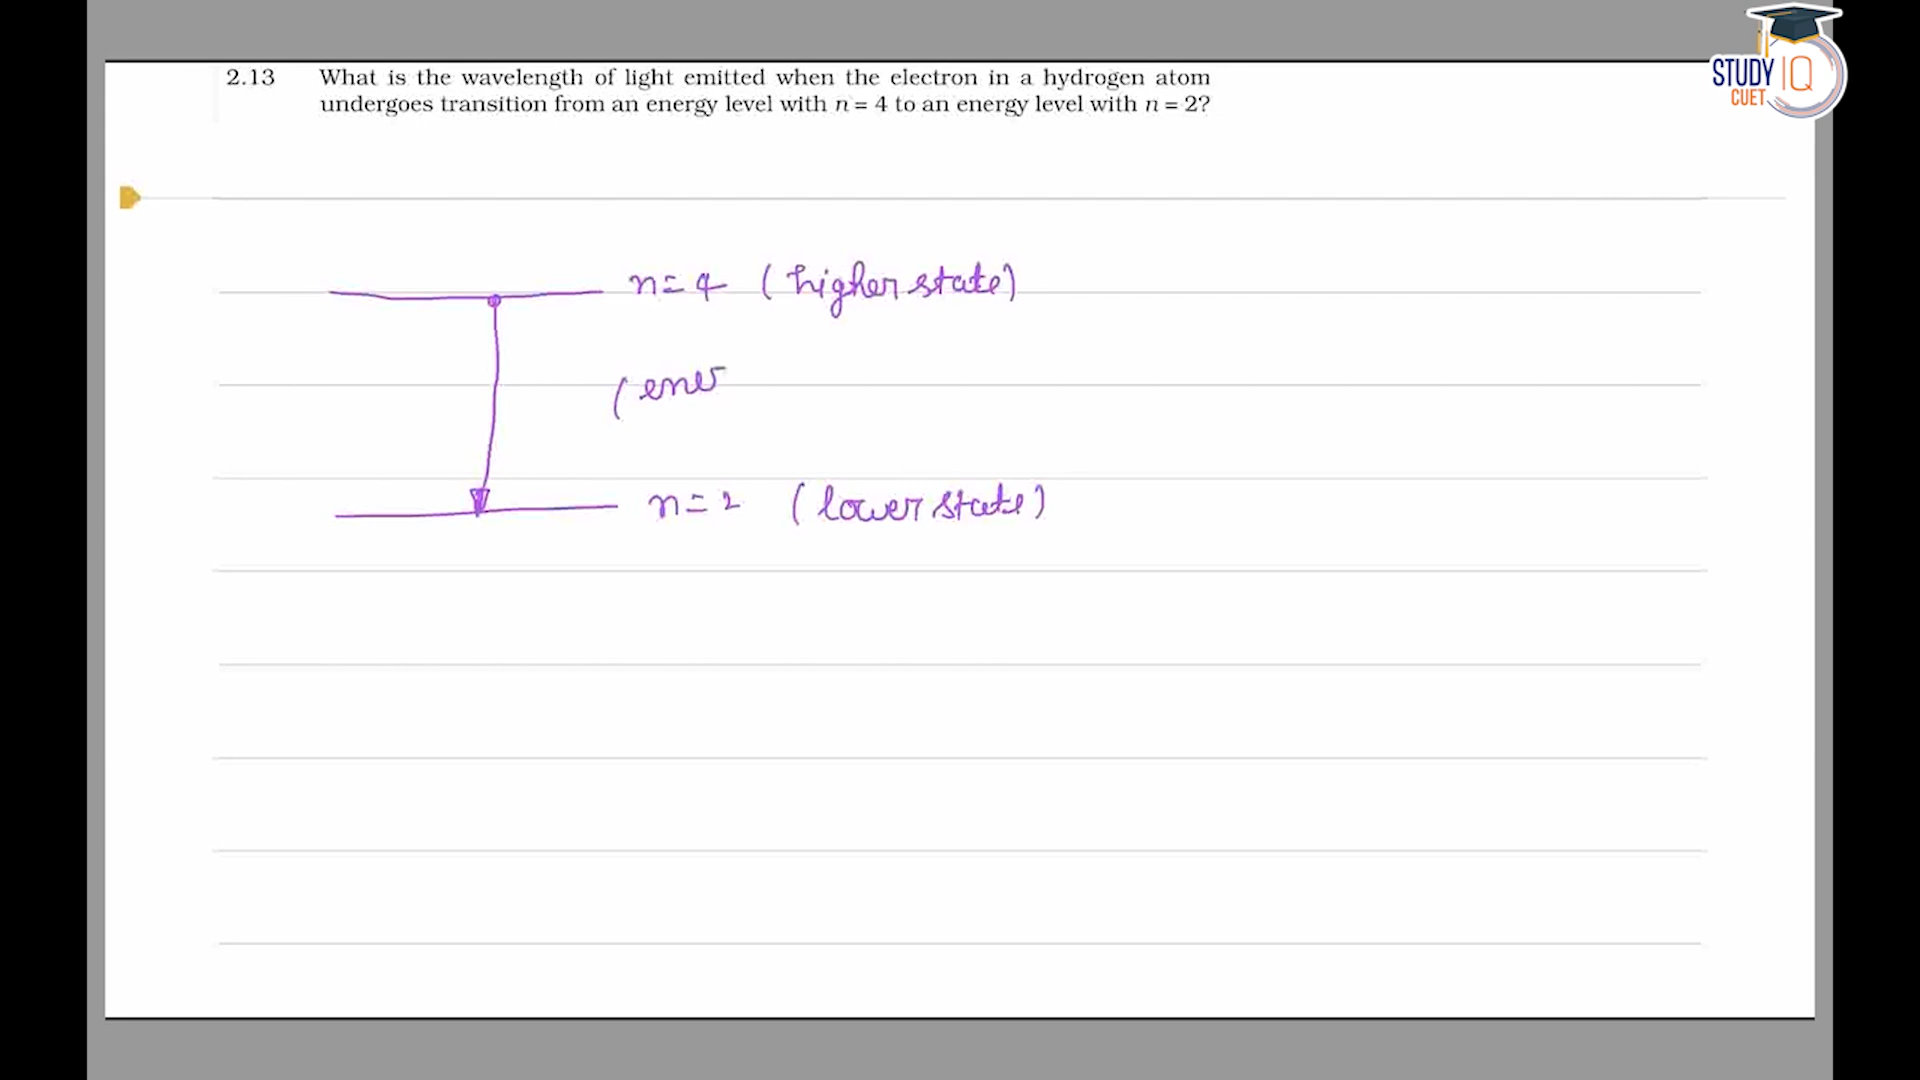 STUDY IQ
CUET
2.13 What is the wavelength of light emitted when the electron in a hydrogen atom
undergoes transition from an energy level with n = 4 to an energy level with n = 2?
n = 4 (higher state)
(ener
n = 2 (lower state)